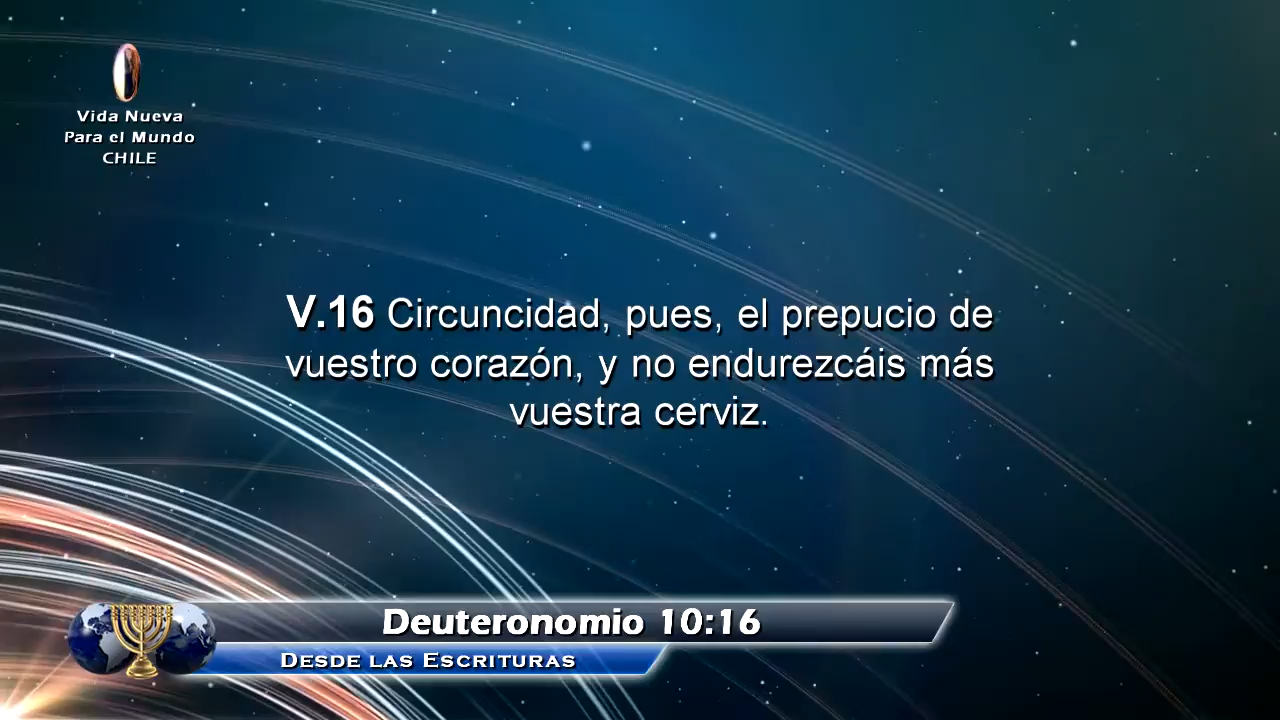 Vida Nueva
Para el Mundo
CHILE
V.16 Circuncidad, pues, el prepucio de
vuestro corazón, y no endurezcáis más
vuestra cerviz.
Deuteronomio 10:16
Desde las Escrituras